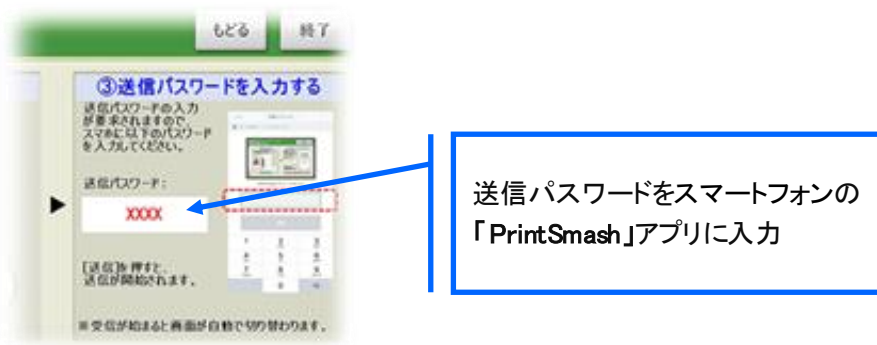 もどる
終了
③送信パスワードを入力する
送信パスワードの入力
が要求されますので、
スマホに以下のパスワード
を入力してください。
送信パスワード：
XXXX
[送信]を押すと、
送信が開始されます。
※受信が始まると画面が自動で切り替わります。
送信パスワードをスマートフォンの
「PrintSmash」アプリに入力